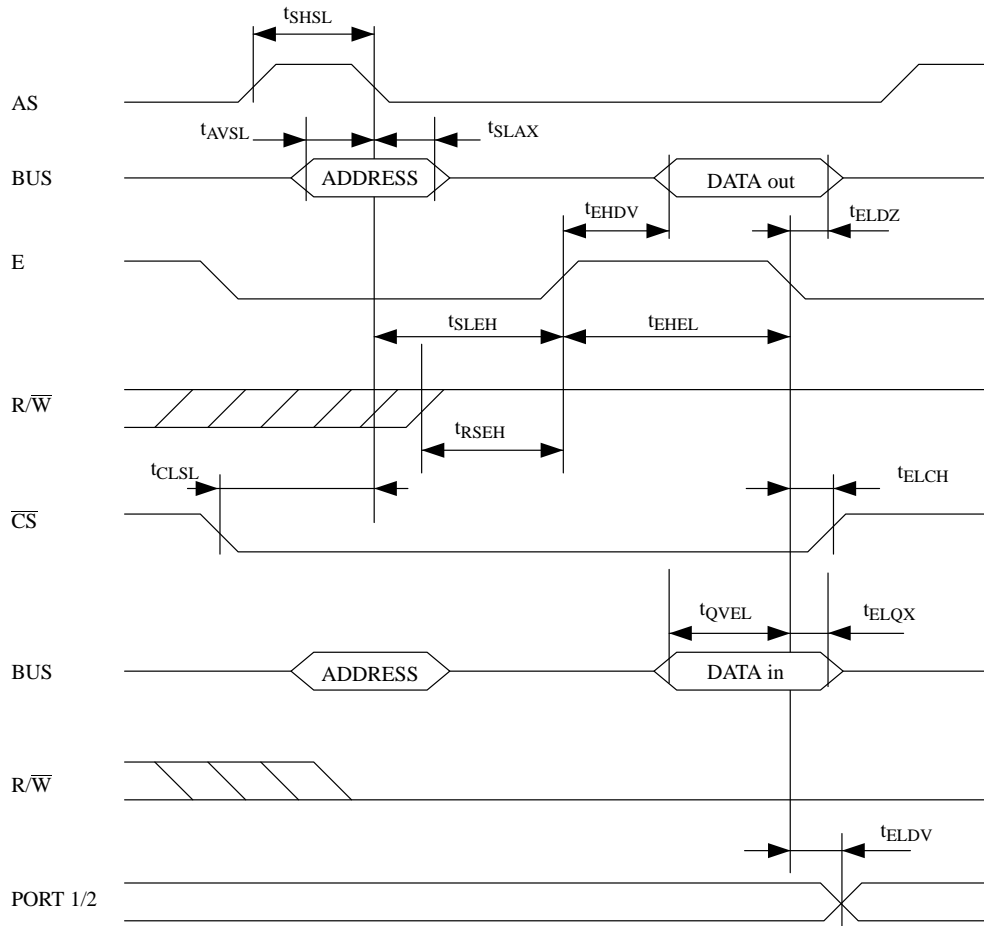 tSHSL
AS
tAVSL
tSLAX
BUS
ADDRESS
DATA out
tEHDV
tELDZ
E
tSLEH
tEHEL
R/W̅
tRSEH
tCLSL
tELCH
C̅S̅
tQVEL
tELQX
BUS
ADDRESS
DATA in
R/W̅
tELDV
PORT 1/2